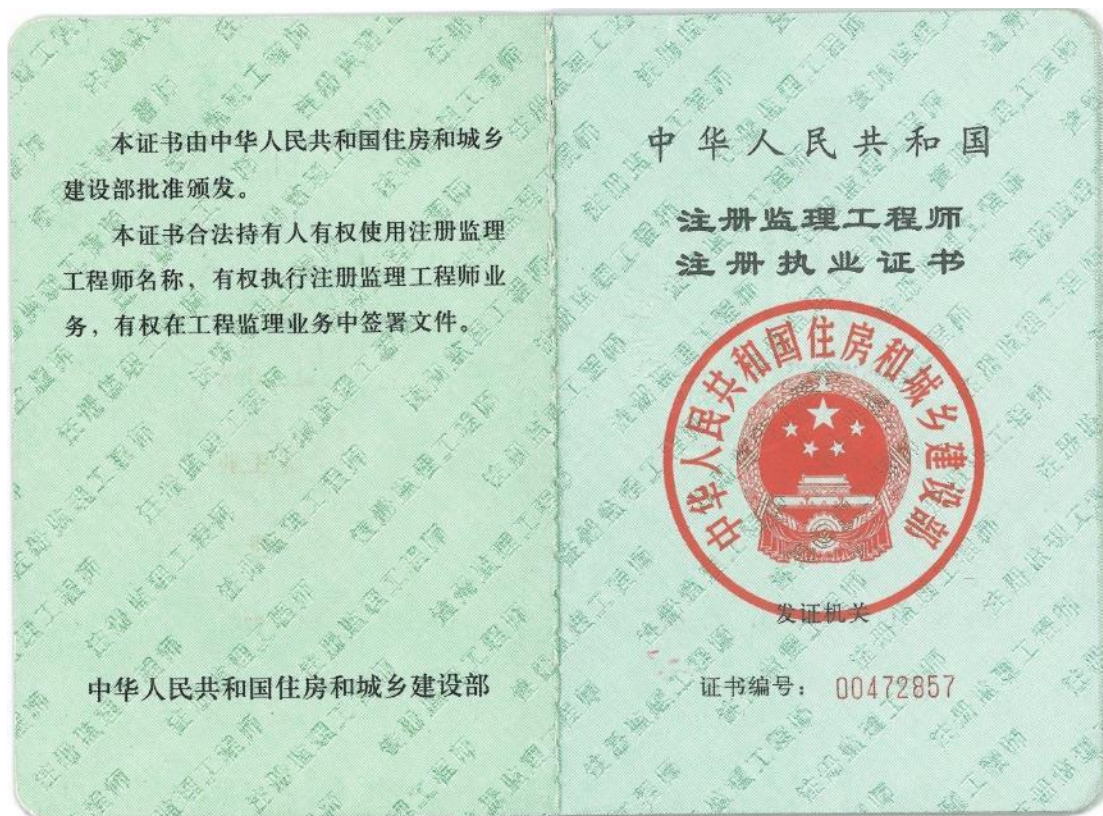 本证书由中华人民共和国住房和城乡
建设部批准颁发。
本证书合法持有人有权使用注册监理
工程师名称，有权执行注册监理工程师业
务，有权在工程监理业务中签署文件。
中华人民共和国住房和城乡建设部
中华人民共和国
注册监理工程师
注册执业证书
中华人民共和国住房和城乡建设部
发证机关
证书编号： 00472857